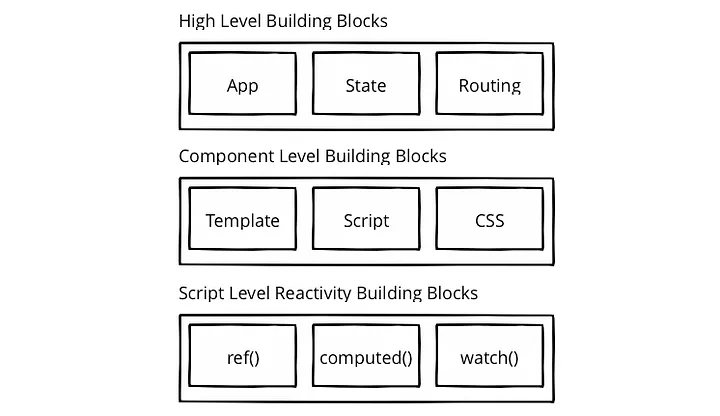 High Level Building Blocks
App State Routing
Component Level Building Blocks
Template Script CSS
Script Level Reactivity Building Blocks
ref() computed() watch()